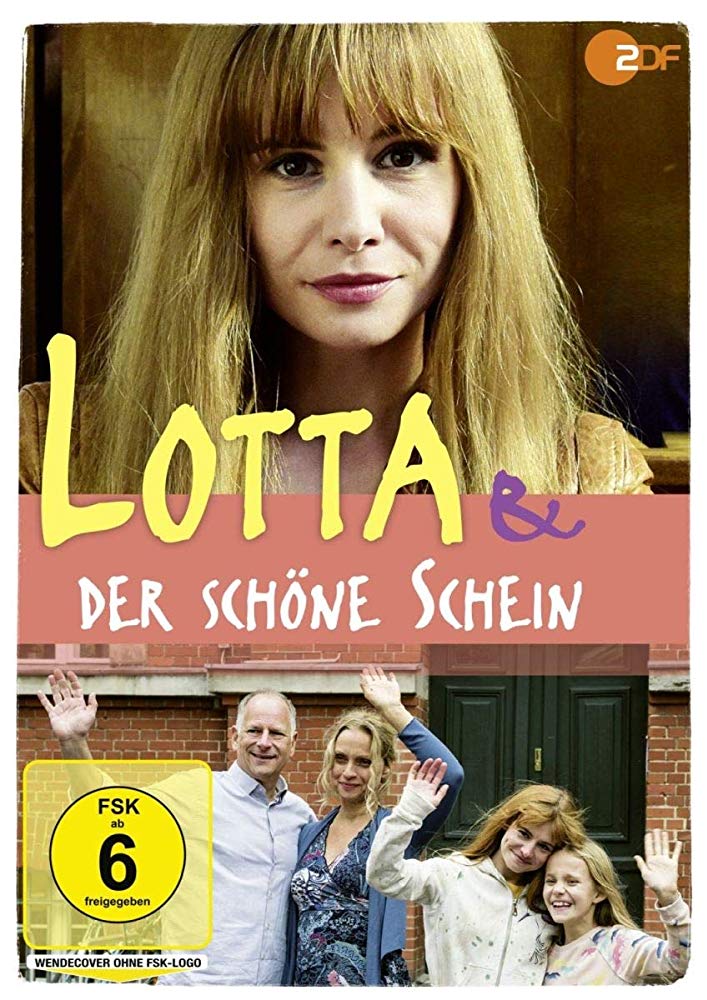 2DF
LOTTA &
DER SCHÖNE SCHEIN
FSK
ab
6
freigegeben
WENDECOVER OHNE FSK-LOGO